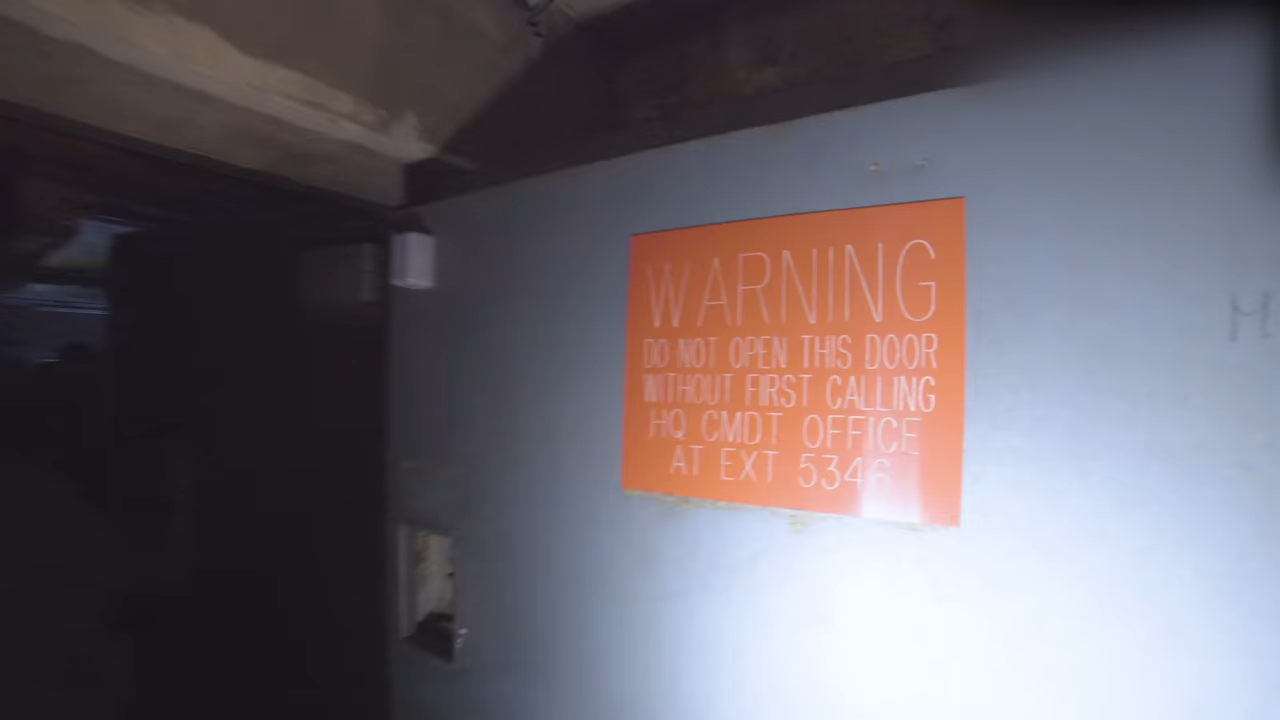 WARNING
DO NOT OPEN THIS DOOR
WITHOUT FIRST CALLING
HQ CMDT OFFICE
AT EXT 5346